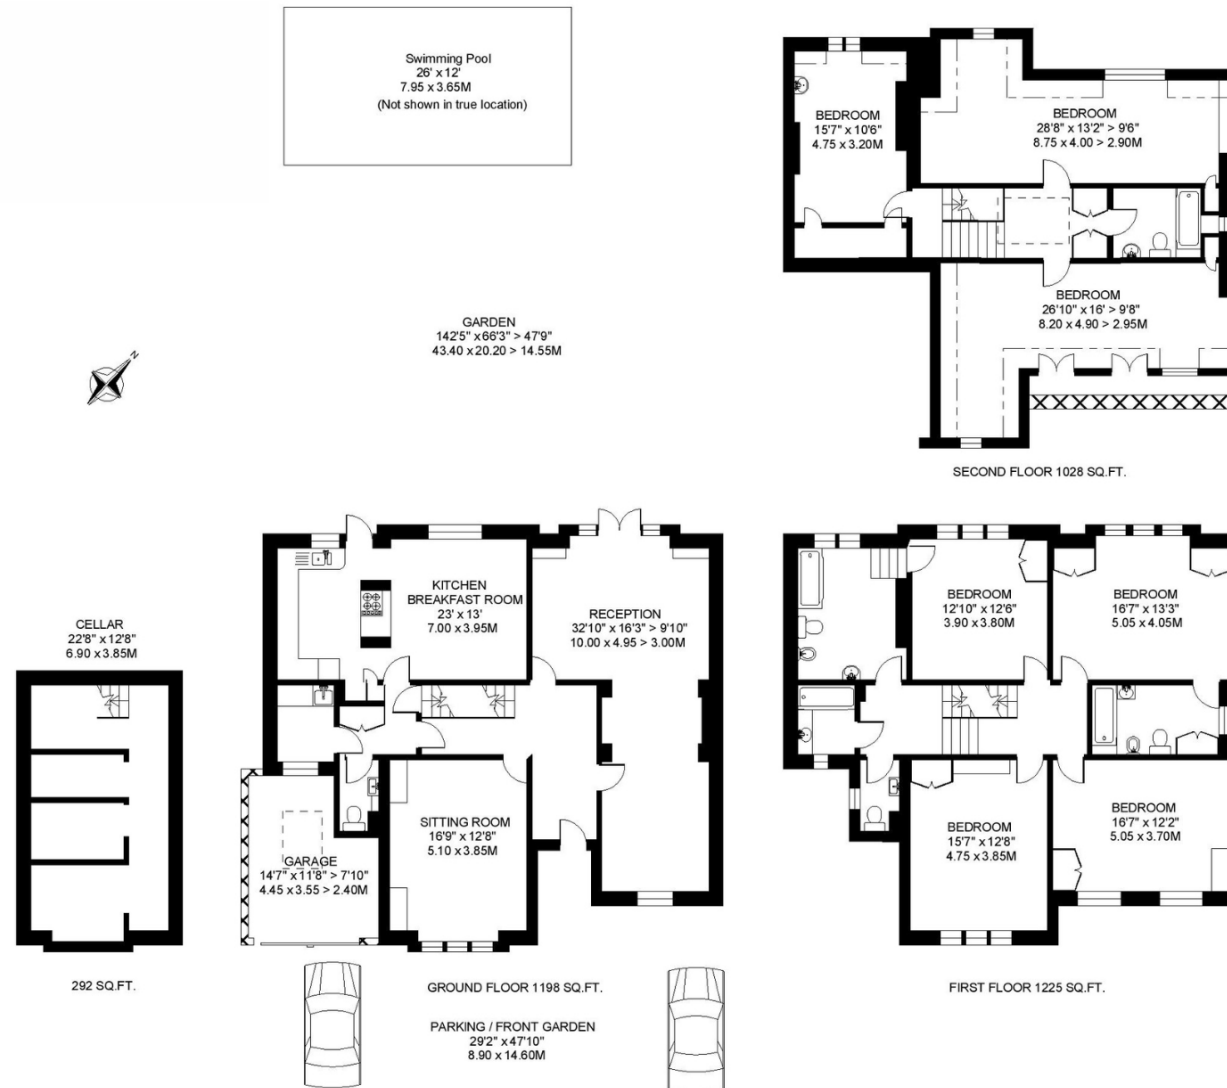 Swimming Pool
26' x 12'
7.95 x 3.65M
(Not shown in true location)
BEDROOM
15'7" x 10'6"
4.75 x 3.20M
BEDROOM
28'8" x 13'2" > 9'6"
8.75 x 4.00 > 2.90M
BEDROOM
26'10" x 16' > 9'8"
8.20 x 4.90 > 2.95M
SECOND FLOOR 1028 SQ.FT.
GARDEN
142'5" x 66'3" > 47'9"
43.40 x 20.20 > 14.55M
N
CELLAR
22'8" x 12'8"
6.90 x 3.85M
292 SQ.FT.
KITCHEN
BREAKFAST ROOM
23' x 13'
7.00 x 3.95M
RECEPTION
32'10" x 16'3" > 9'10"
10.00 x 4.95 > 3.00M
SITTING ROOM
16'9" x 12'8"
5.10 x 3.85M
GARAGE
14'7" x 11'8" > 7'10"
4.45 x 3.55 > 2.40M
GROUND FLOOR 1198 SQ.FT.
PARKING / FRONT GARDEN
29'2" x 47'10"
8.90 x 14.60M
BEDROOM
12'10" x 12'6"
3.90 x 3.80M
BEDROOM
16'7" x 13'3"
5.05 x 4.05M
BEDROOM
15'7" x 12'8"
4.75 x 3.85M
BEDROOM
16'7" x 12'2"
5.05 x 3.70M
FIRST FLOOR 1225 SQ.FT.